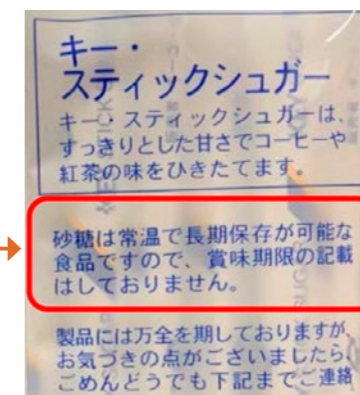 キー・
スティックシュガー
キー・スティックシュガーは、
すっきりとした甘さでコーヒーや
紅茶の味をひきたてます。
砂糖は常温で長期保存が可能な
食品ですので、賞味期限の記載
はしておりません。
製品には万全を期しておりますが、
お気づきの点がございましたら、
ごめんどうでも下記までご連絡